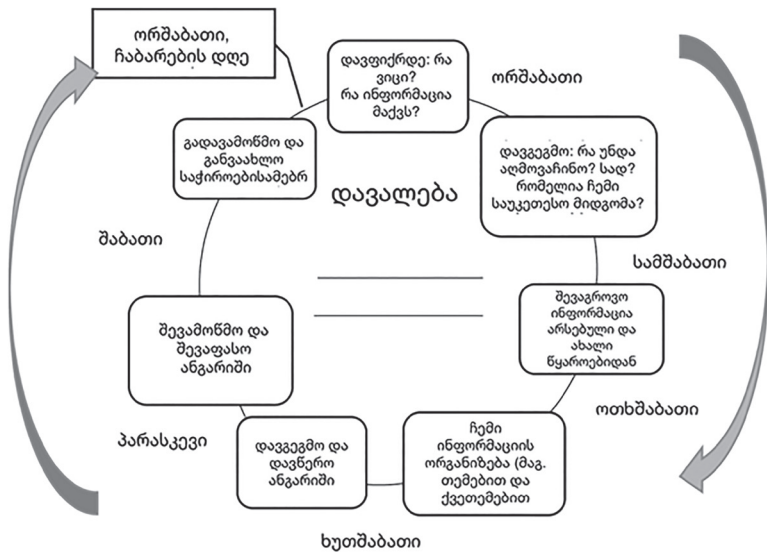 ორშაბათი,
ჩაბარების დღე
დავფიქრდე: რა
ვიცი?
რა ინფორმაცია
მაქვს?
ორშაბათი
დავგეგმო: რა უნდა
აღმოვაჩინო? სად?
რომელია ჩემი
საუკეთესო მიდგომა?
სამშაბათი
შევაგროვო
ინფორმაცია
არსებული და
ახალი
წყაროებიდან
ოთხშაბათი
ჩემი
ინფორმაციის
ორგანიზება (მაგ.
თემებით და
ქვეთემებით
ხუთშაბათი
დავგეგმო და
დავწერო
ანგარიში
პარასკევი
შევამოწმო და
შევაფასო
ანგარიში
შაბათი
გადავამოწმო და
განვაახლო
საჭიროებისამებრ
დავალება